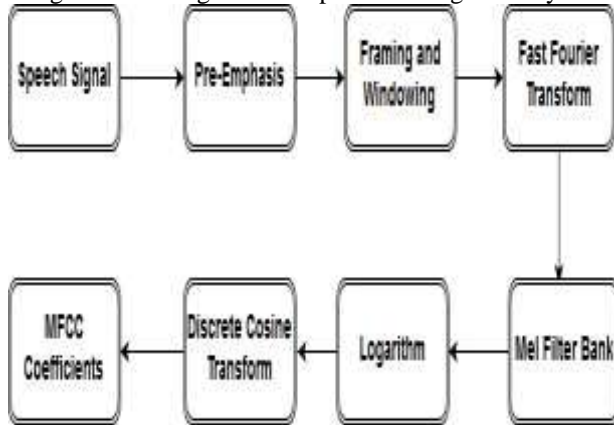 Speech Signal
Pre-Emphasis
Framing and
Windowing
Fast Fourier
Transform
MFCC
Coefficients
Discrete Cosine
Transform
Logarithm
Mel Filter Bank